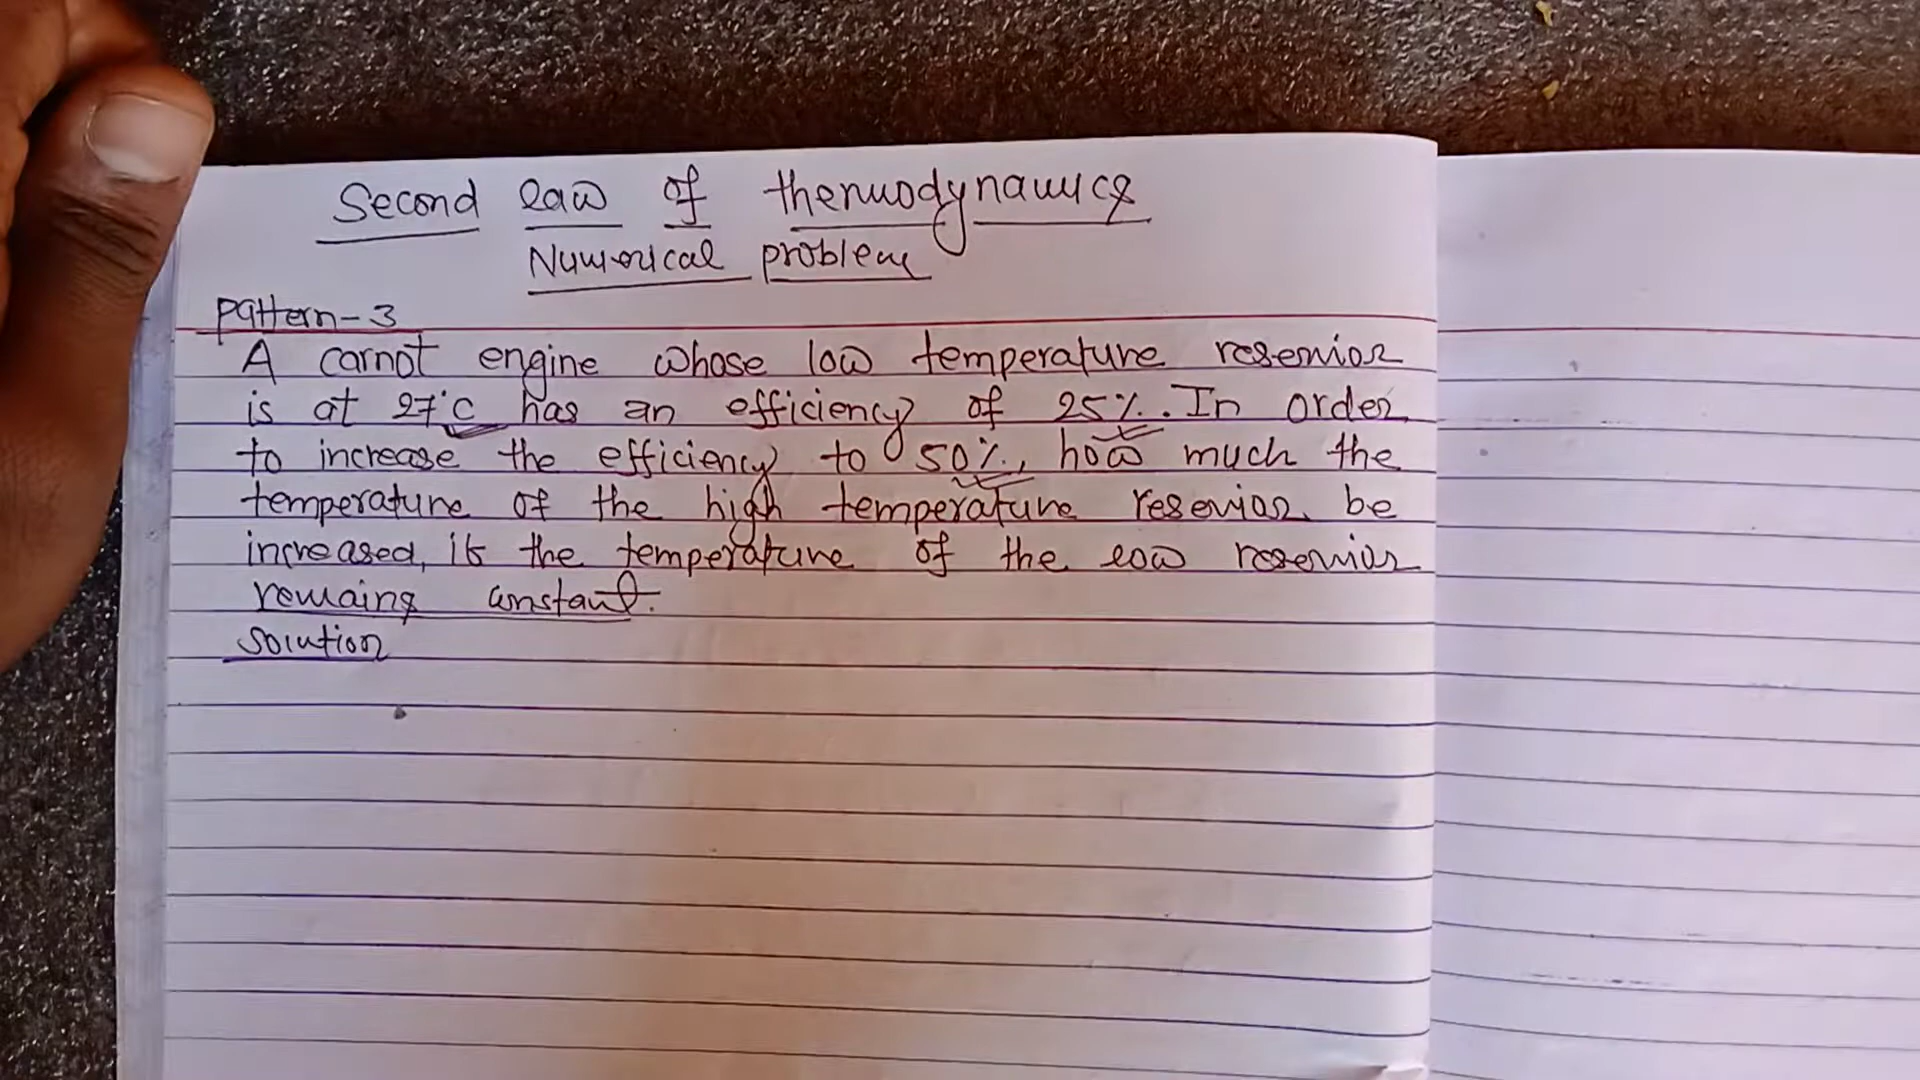 Second law of thermodynamics
Numerical problem
Pattern-3
A carnot engine whose low temperature reservior
is at 27°C has an efficiency of 25%. In order
to increase the efficiency to 50%, how much the
temperature of the high temperature reservior be
increased, if the temperature of the low reservior
remains constant.
Solution